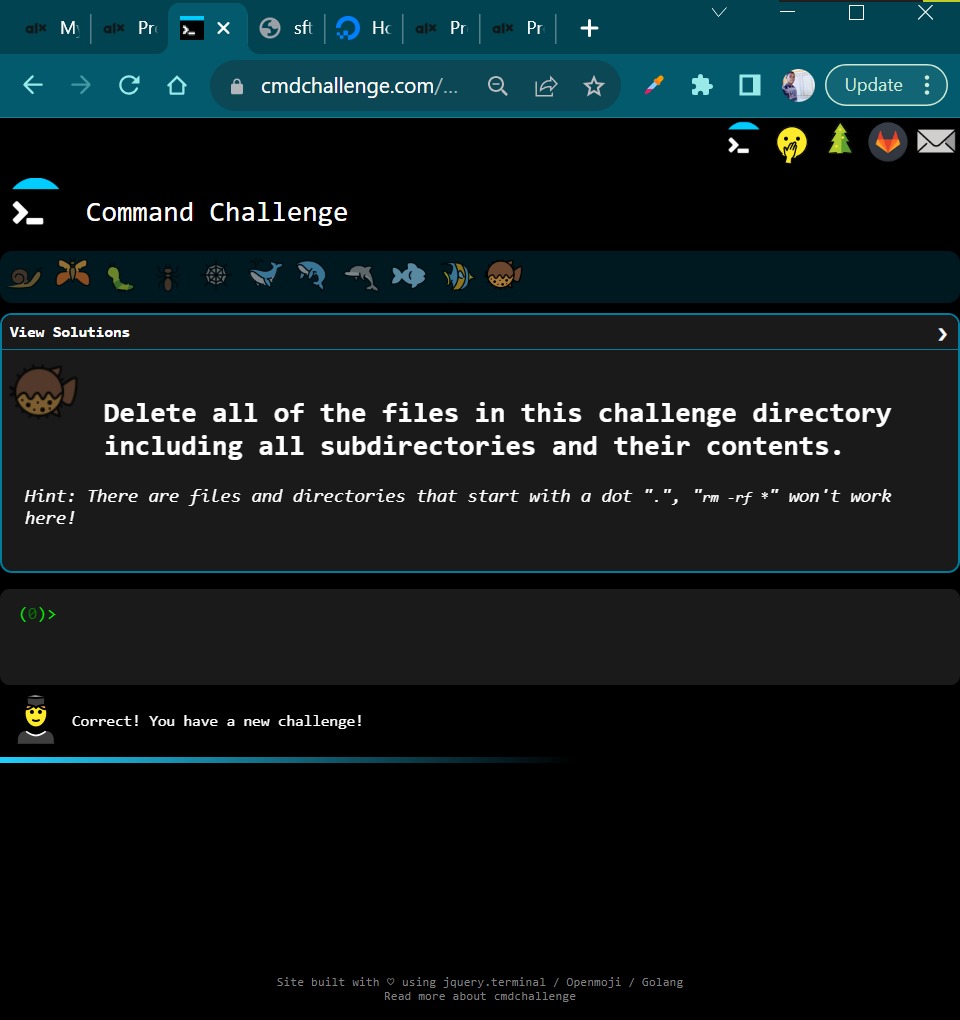 alx My alx Pr sft Ho alx Pr alx Pr
cmdchallenge.com/... Update
Command Challenge
View Solutions
Delete all of the files in this challenge directory
including all subdirectories and their contents.
Hint: There are files and directories that start with a dot ".", "rm -rf *" won't work
here!
(0)>
Correct! You have a new challenge!
Site built with ♡ using jquery.terminal / Openmoji / Golang
Read more about cmdchallenge